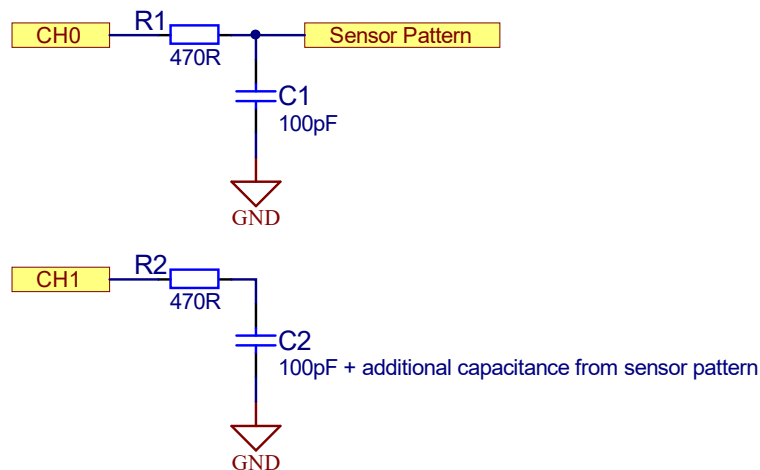 CH0
R1
470R
Sensor Pattern
C1
100pF
GND
CH1
R2
470R
C2
100pF + additional capacitance from sensor pattern
GND